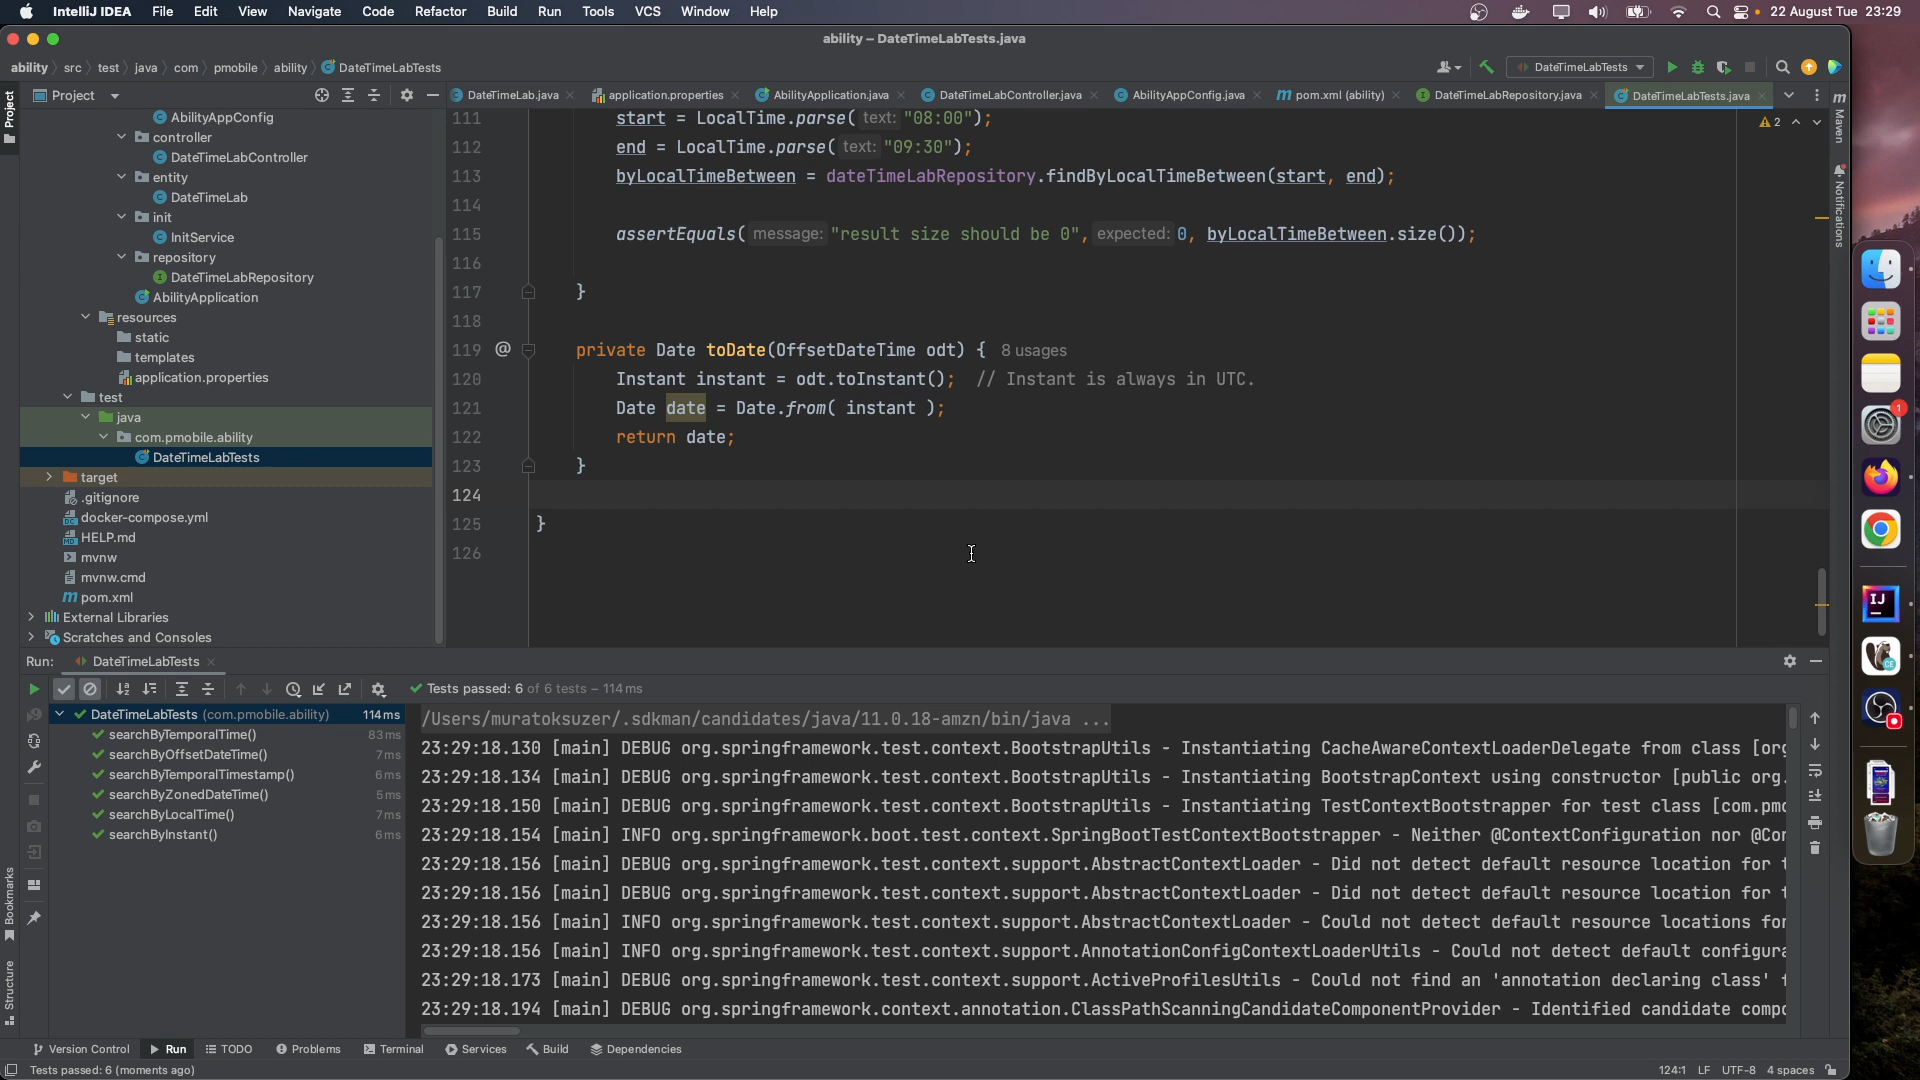 IntelliJ IDEA File Edit View Navigate Code Refactor Build Run Tools VCS Window Help 22 August Tue 23:29
ability – DateTimeLabTests.java
ability src test java com pmobile ability DateTimeLabTests DateTimeLabTests
Project DateTimeLab.java application.properties AbilityApplication.java DateTimeLabController.java AbilityAppConfig.java pom.xml (ability) DateTimeLabRepository.java DateTimeLabTests.java
Project
Maven
Notifications
2
AbilityAppConfig
controller
DateTimeLabController
entity
DateTimeLab
init
InitService
repository
DateTimeLabRepository
AbilityApplication
resources
static
templates
application.properties
test
java
com.pmobile.ability
DateTimeLabTests
target
.gitignore
docker-compose.yml
HELP.md
mvnw
mvnw.cmd
pom.xml
External Libraries
Scratches and Consoles
111 start = LocalTime.parse( text: "08:00");
112 end = LocalTime.parse( text: "09:30");
113 byLocalTimeBetween = dateTimeLabRepository.findByLocalTimeBetween(start, end);
114
115 assertEquals( message: "result size should be 0", expected: 0, byLocalTimeBetween.size());
116
117 }
118
119 @ private Date toDate(OffsetDateTime odt) { 8 usages
120 Instant instant = odt.toInstant(); // Instant is always in UTC.
121 Date date = Date.from( instant );
122 return date;
123 }
124
125 }
126
1
IJ
CE
Run: DateTimeLabTests
Tests passed: 6 of 6 tests – 114 ms
DateTimeLabTests (com.pmobile.ability) 114 ms
searchByTemporalTime() 83 ms
searchByOffsetDateTime() 7 ms
searchByTemporalTimestamp() 6 ms
searchByZonedDateTime() 5 ms
searchByLocalTime() 7 ms
searchByInstant() 6 ms
/Users/muratoksuzer/.sdkman/candidates/java/11.0.18-amzn/bin/java ...
23:29:18.130 [main] DEBUG org.springframework.test.context.BootstrapUtils - Instantiating CacheAwareContextLoaderDelegate from class [org
23:29:18.134 [main] DEBUG org.springframework.test.context.BootstrapUtils - Instantiating BootstrapContext using constructor [public org.
23:29:18.150 [main] DEBUG org.springframework.test.context.BootstrapUtils - Instantiating TestContextBootstrapper for test class [com.pmo
23:29:18.154 [main] INFO org.springframework.boot.test.context.SpringBootTestContextBootstrapper - Neither @ContextConfiguration nor @Con
23:29:18.156 [main] DEBUG org.springframework.test.context.support.AbstractContextLoader - Did not detect default resource location for t
23:29:18.156 [main] DEBUG org.springframework.test.context.support.AbstractContextLoader - Did not detect default resource location for t
23:29:18.156 [main] INFO org.springframework.test.context.support.AbstractContextLoader - Could not detect default resource locations for
23:29:18.156 [main] INFO org.springframework.test.context.support.AnnotationConfigContextLoaderUtils - Could not detect default configura
23:29:18.173 [main] DEBUG org.springframework.test.context.support.ActiveProfilesUtils - Could not find an 'annotation declaring class' f
23:29:18.194 [main] DEBUG org.springframework.context.annotation.ClassPathScanningCandidateComponentProvider - Identified candidate compo
Bookmarks
Structure
Version Control Run TODO Problems Terminal Services Build Dependencies
Tests passed: 6 (moments ago) 124:1 LF UTF-8 4 spaces